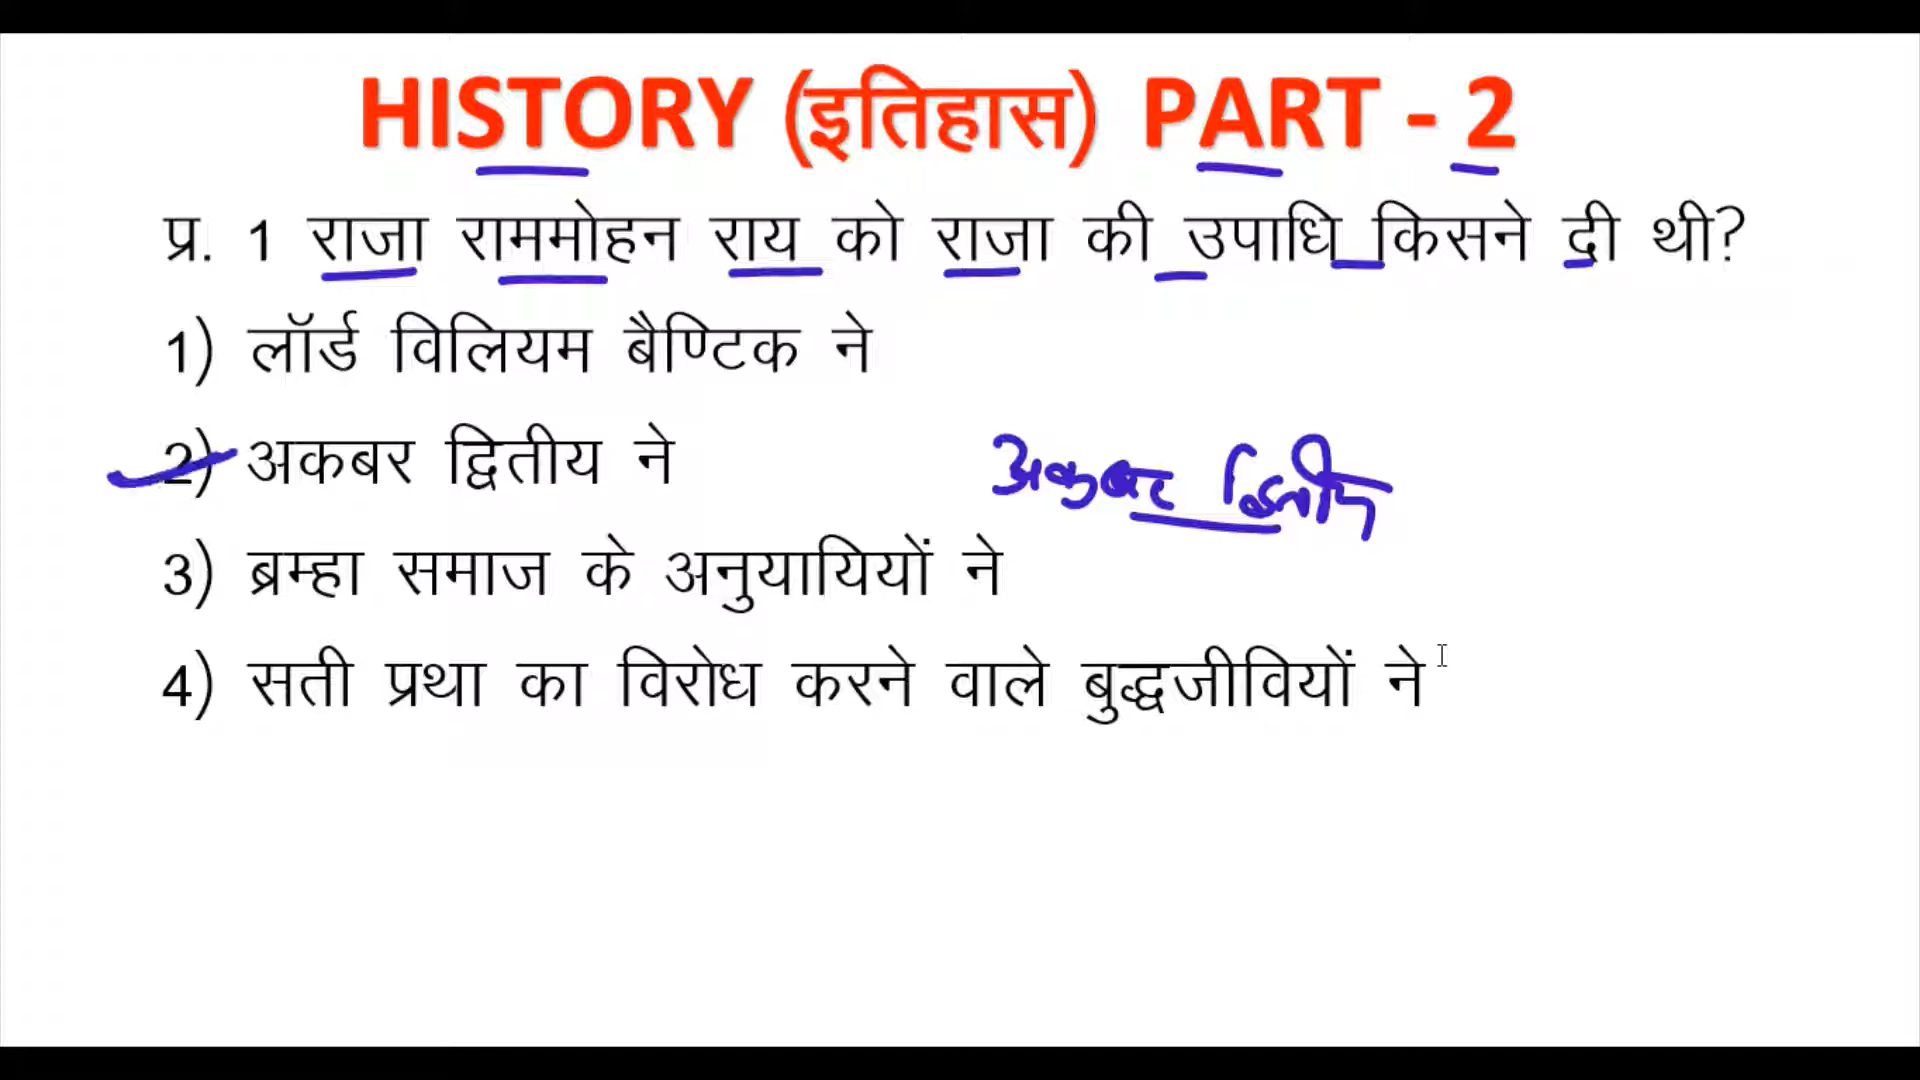 HISTORY (इतिहास) PART - 2
प्र. 1 राजा राममोहन राय को राजा की उपाधि किसने दी थी?
1) लॉर्ड विलियम बैण्टिक ने
2) अकबर द्वितीय ने
अकबर द्वितीय
3) ब्रम्हा समाज के अनुयायियों ने
4) सती प्रथा का विरोध करने वाले बुद्धजीवियों ने